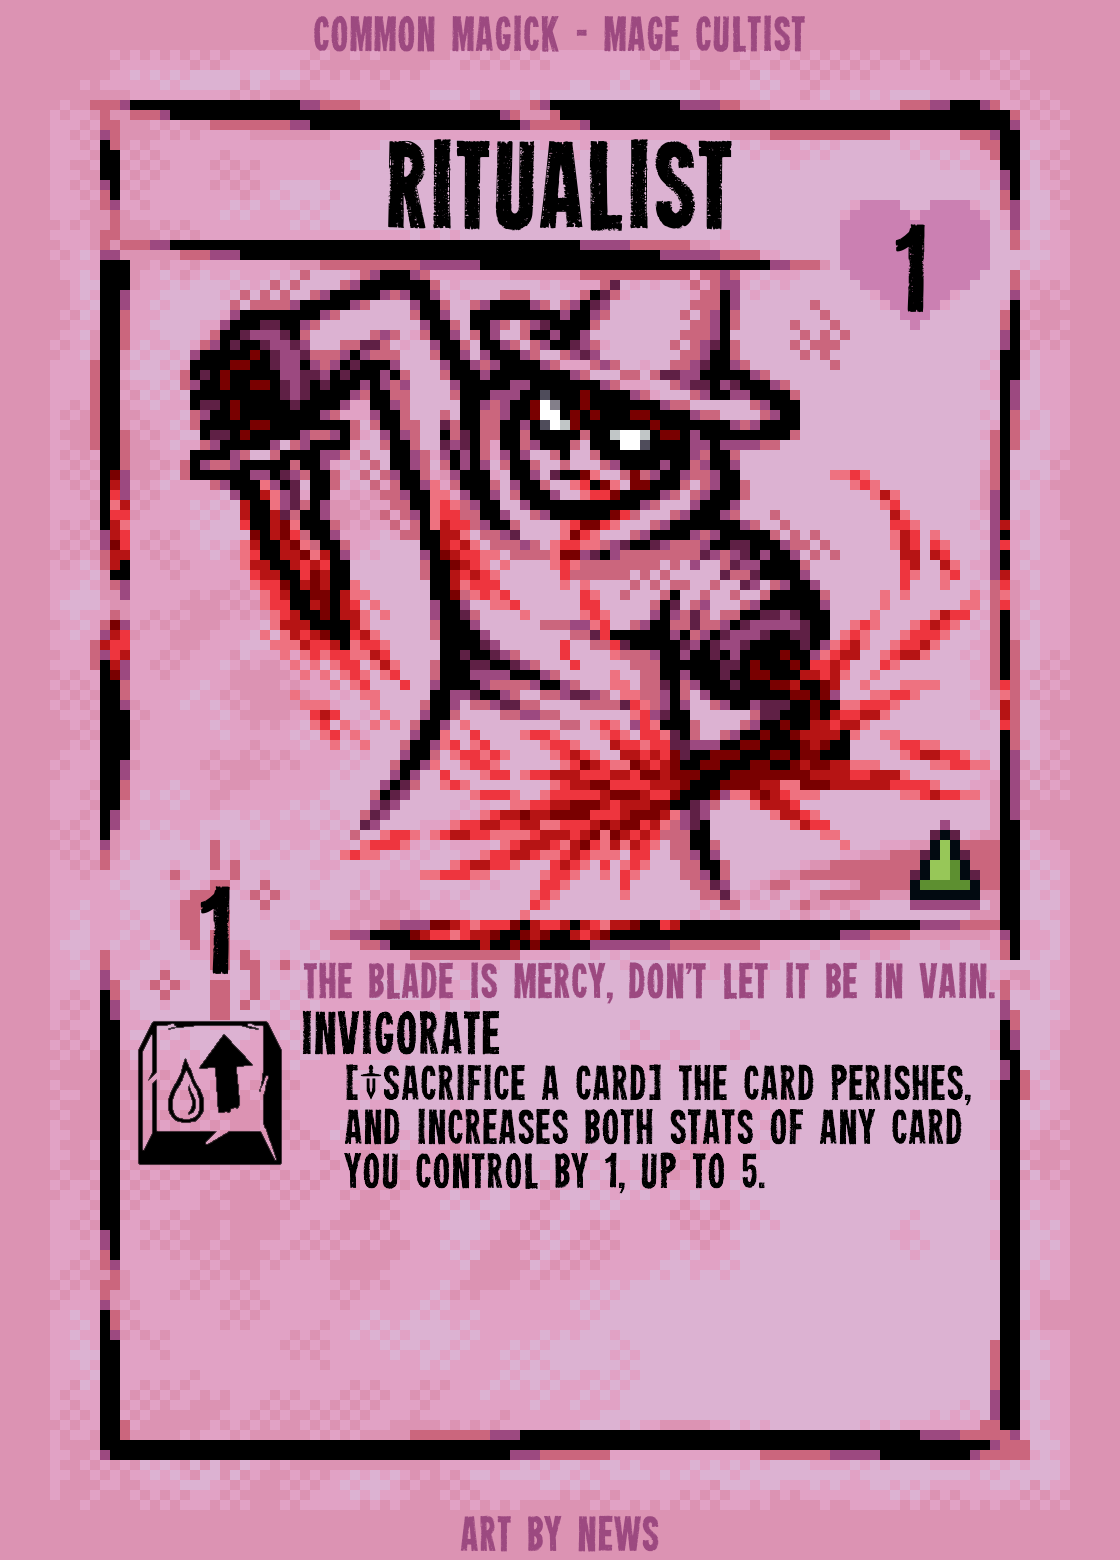 COMMON MAGICK - MAGE CULTIST
RITUALIST
1
1
THE BLADE IS MERCY, DON'T LET IT BE IN VAIN.
INVIGORATE
[SACRIFICE A CARD] THE CARD PERISHES,
AND INCREASES BOTH STATS OF ANY CARD
YOU CONTROL BY 1, UP TO 5.
ART BY NEWS